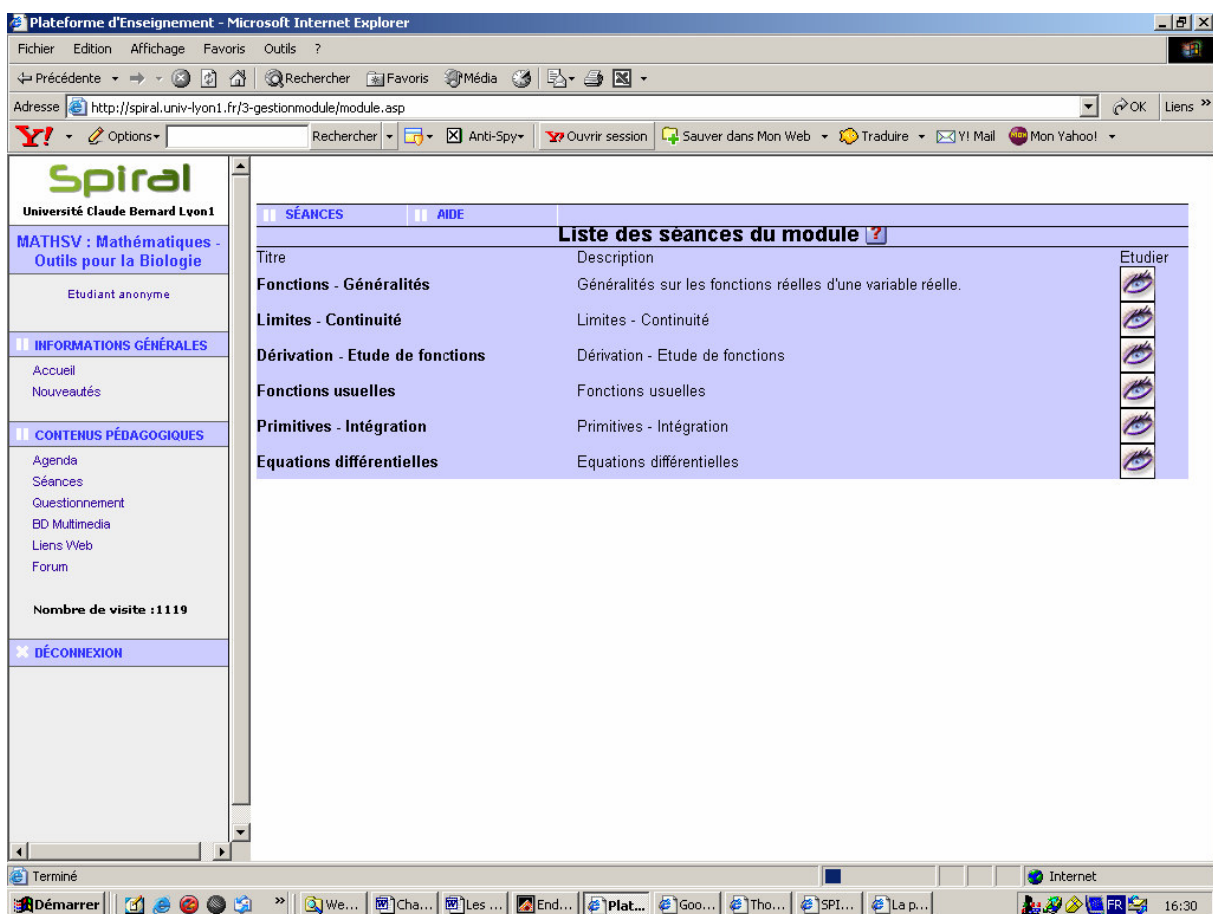 Plateforme d'Enseignement - Microsoft Internet Explorer
Fichier Edition Affichage Favoris Outils ?
Précédente Rechercher Favoris Média
Adresse http://spiral.univ-lyon1.fr/3-gestionmodule/module.asp OK Liens »
Y! Options Rechercher Anti-Spy Ouvrir session Sauver dans Mon Web Traduire Y! Mail Mon Yahoo!
Spiral
Université Claude Bernard Lyon1
MATHSV : Mathématiques -
Outils pour la Biologie
Etudiant anonyme
INFORMATIONS GÉNÉRALES
Accueil
Nouveautés
CONTENUS PÉDAGOGIQUES
Agenda
Séances
Questionnement
BD Multimedia
Liens Web
Forum
Nombre de visite :1119
DÉCONNEXION
SÉANCES AIDE
Liste des séances du module ?
Titre Description Etudier
Fonctions - Généralités Généralités sur les fonctions réelles d'une variable réelle.
Limites - Continuité Limites - Continuité
Dérivation - Etude de fonctions Dérivation - Etude de fonctions
Fonctions usuelles Fonctions usuelles
Primitives - Intégration Primitives - Intégration
Equations différentielles Equations différentielles
Terminé Internet
Démarrer » We... Cha... Les ... End... Plat... Goo... Tho... SPI... La p... FR 16:30